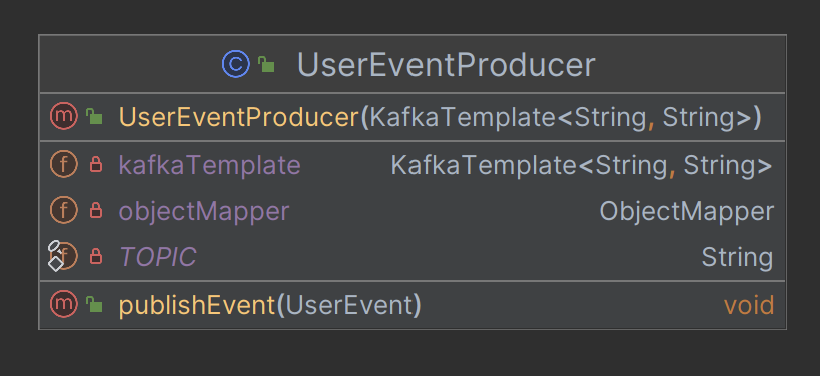 UserEventProducer
UserEventProducer(KafkaTemplate<String, String>)
kafkaTemplate KafkaTemplate<String, String>
objectMapper ObjectMapper
TOPIC String
publishEvent(UserEvent) void